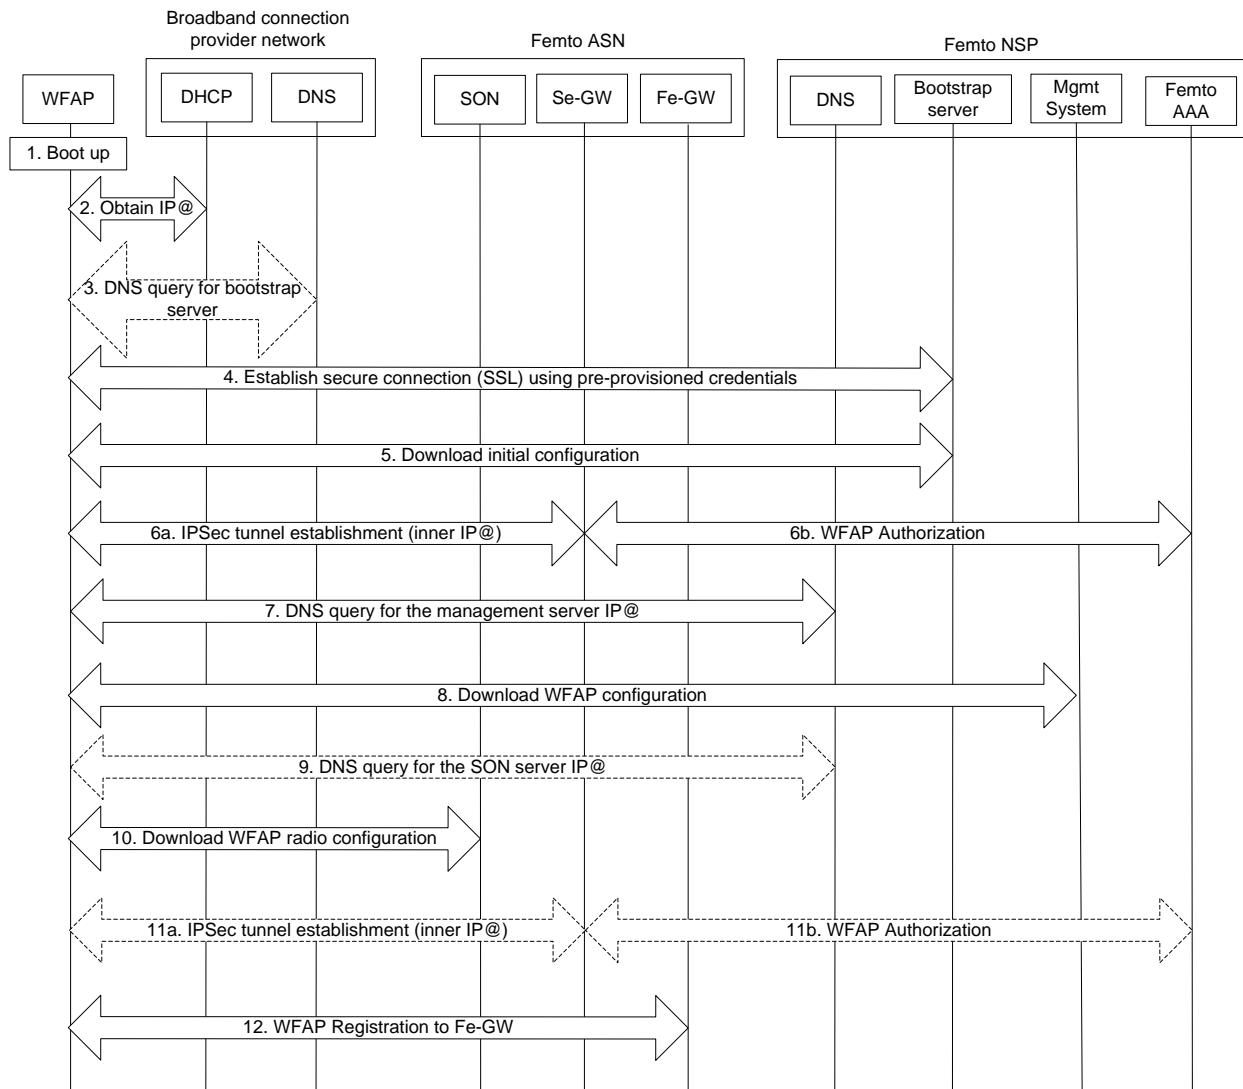 Broadband connection
provider network
Femto ASN
Femto NSP
WFAP
DHCP
DNS
SON
Se-GW
Fe-GW
DNS
Bootstrap
server
Mgmt
System
Femto
AAA
1. Boot up
2. Obtain IP@
3. DNS query for bootstrap
server
4. Establish secure connection (SSL) using pre-provisioned credentials
5. Download initial configuration
6a. IPSec tunnel establishment (inner IP@)
6b. WFAP Authorization
7. DNS query for the management server IP@
8. Download WFAP configuration
9. DNS query for the SON server IP@
10. Download WFAP radio configuration
11a. IPSec tunnel establishment (inner IP@)
11b. WFAP Authorization
12. WFAP Registration to Fe-GW